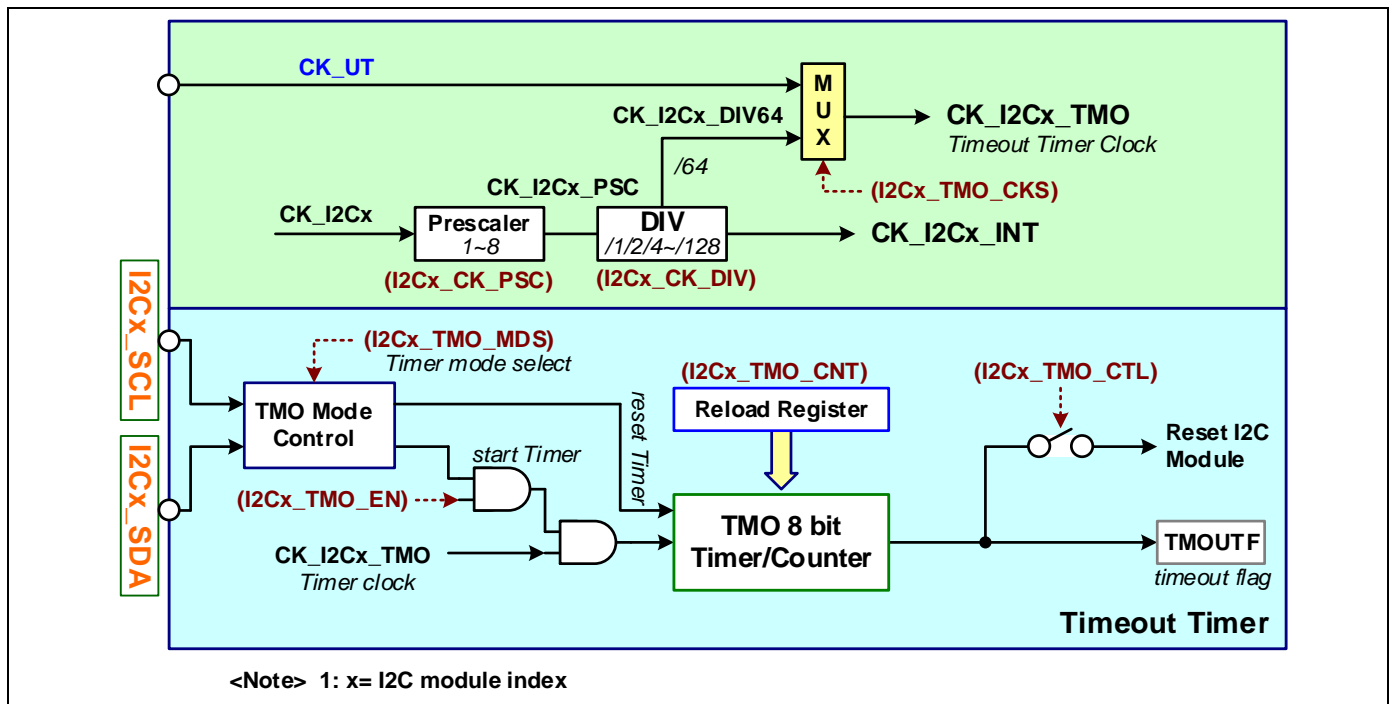 CK_UT
MUX
CK_I2Cx_DIV64
CK_I2Cx_TMO
Timeout Timer Clock
/64
CK_I2Cx_PSC
(I2Cx_TMO_CKS)
CK_I2Cx
Prescaler
1~8
DIV
/1/2/4~/128
CK_I2Cx_INT
(I2Cx_CK_PSC)
(I2Cx_CK_DIV)
I2Cx_SCL
(I2Cx_TMO_MDS)
Timer mode select
TMO Mode
Control
reset Timer
(I2Cx_TMO_CNT)
Reload Register
(I2Cx_TMO_CTL)
Reset I2C
Module
I2Cx_SDA
start Timer
(I2Cx_TMO_EN)
CK_I2Cx_TMO
Timer clock
TMO 8 bit
Timer/Counter
TMOUTF
timeout flag
Timeout Timer
<Note> 1: x= I2C module index